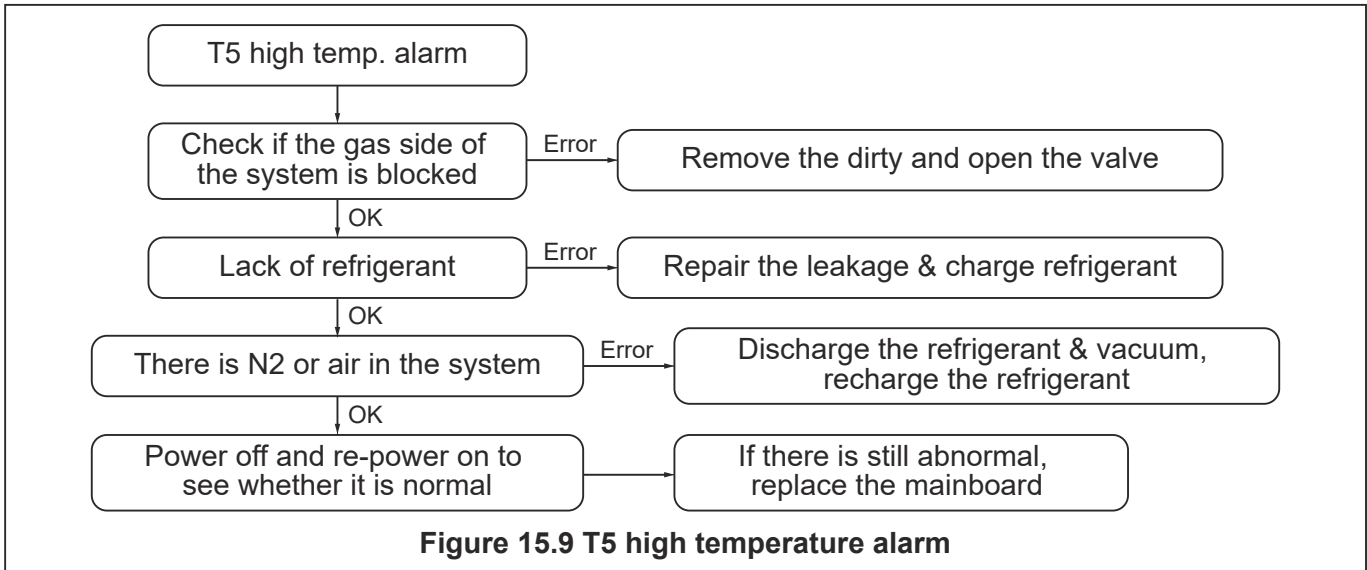 T5 high temp. alarm
Check if the gas side of
the system is blocked
Error
Remove the dirty and open the valve
OK
Lack of refrigerant
Error
Repair the leakage & charge refrigerant
OK
There is N2 or air in the system
Error
Discharge the refrigerant & vacuum,
recharge the refrigerant
OK
Power off and re-power on to
see whether it is normal
If there is still abnormal,
replace the mainboard
Figure 15.9 T5 high temperature alarm